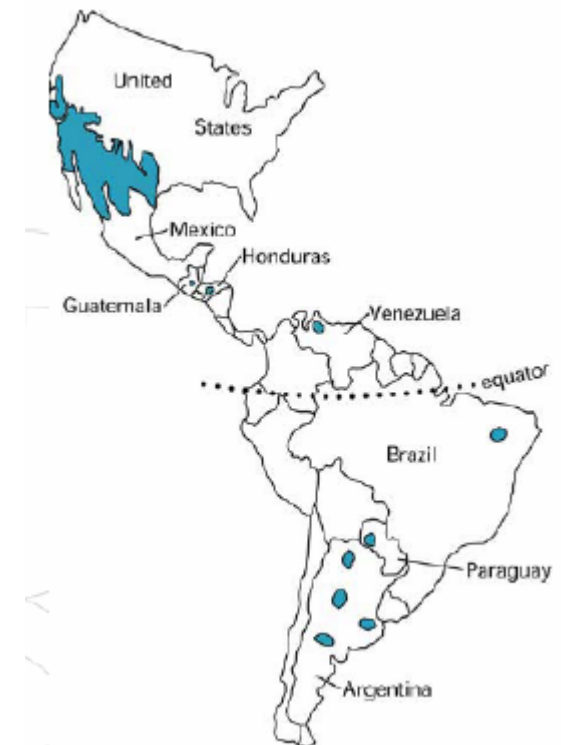 United
States
Mexico
Honduras
Guatemala
Venezuela
equator
Brazil
Paraguay
Argentina